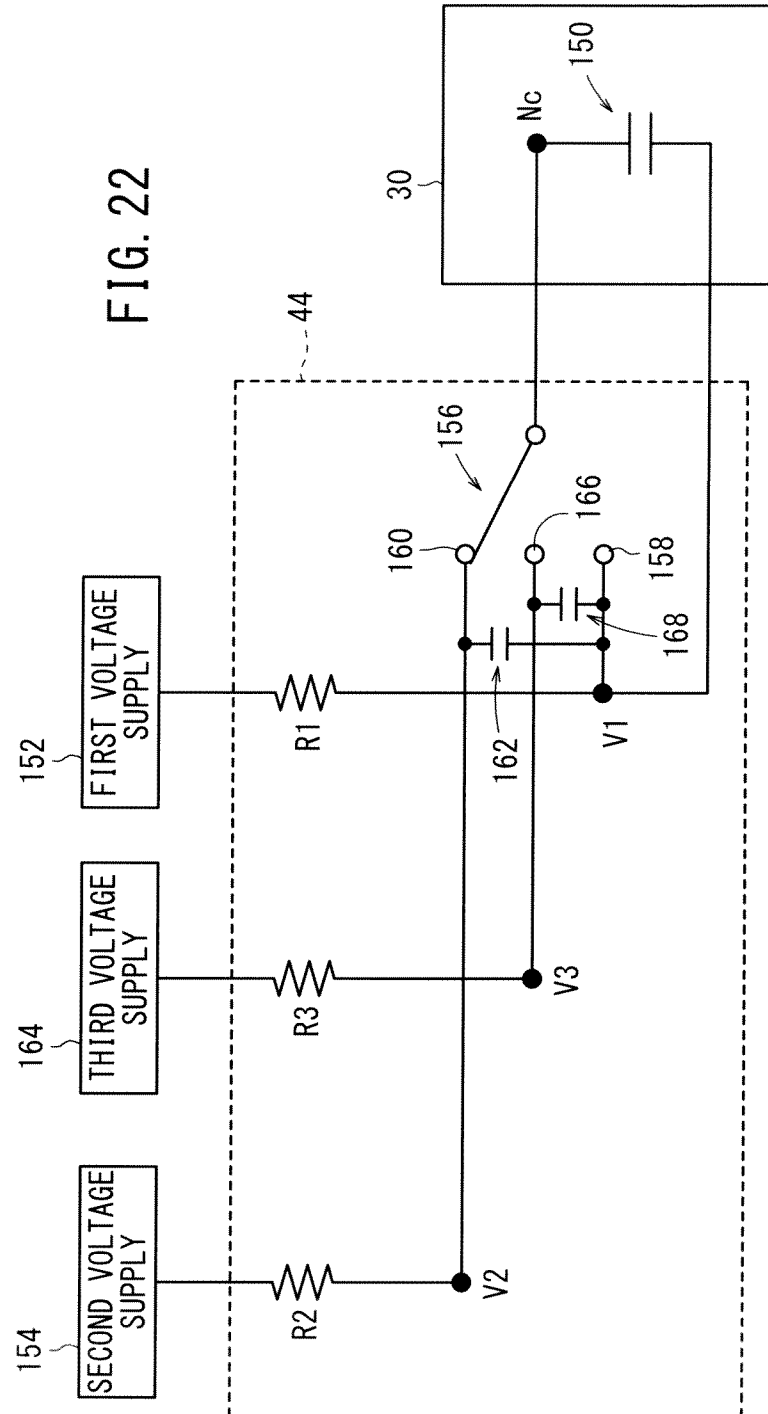 FIG. 22
154
SECOND VOLTAGE
SUPPLY
164
THIRD VOLTAGE
SUPPLY
152
FIRST VOLTAGE
SUPPLY
R2
R3
R1
44
30
V2
V3
V1
162
168
160
166
158
156
Nc
150